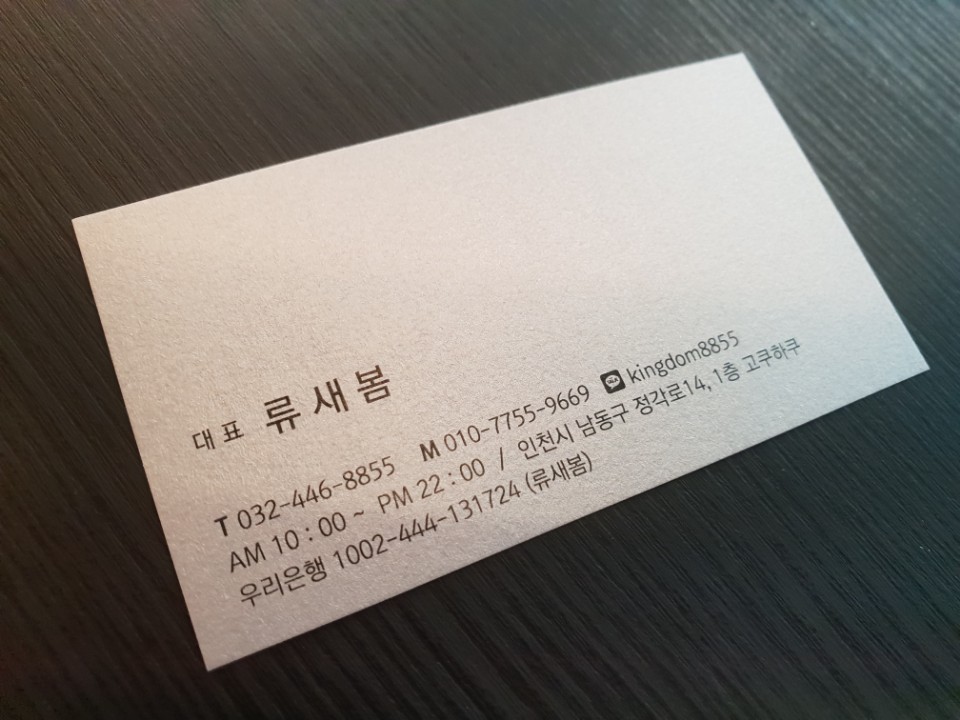 대표 류새봄
T 032-446-8855 M 010-7755-9669 kingdom8855
AM 10 : 00 ~ PM 22 : 00 / 인천시 남동구 정각로14, 1층 고쿠하쿠
우리은행 1002-444-131724 (류새봄)